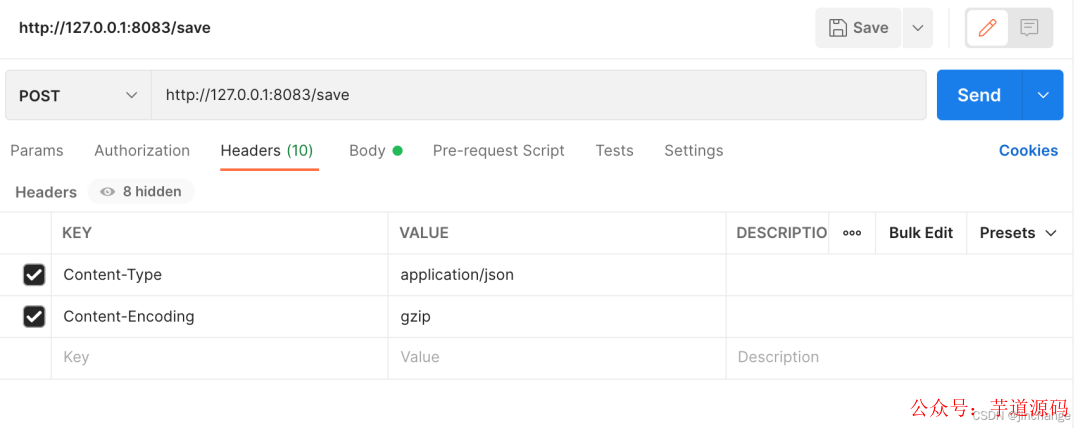 http://127.0.0.1:8083/save Save
POST http://127.0.0.1:8083/save Send
Params Authorization Headers (10) Body Pre-request Script Tests Settings Cookies
Headers 8 hidden
KEY VALUE DESCRIPTIO Bulk Edit Presets
Content-Type application/json
Content-Encoding gzip
Key Value Description
公众号：芋道源码
CSDN @jinchange